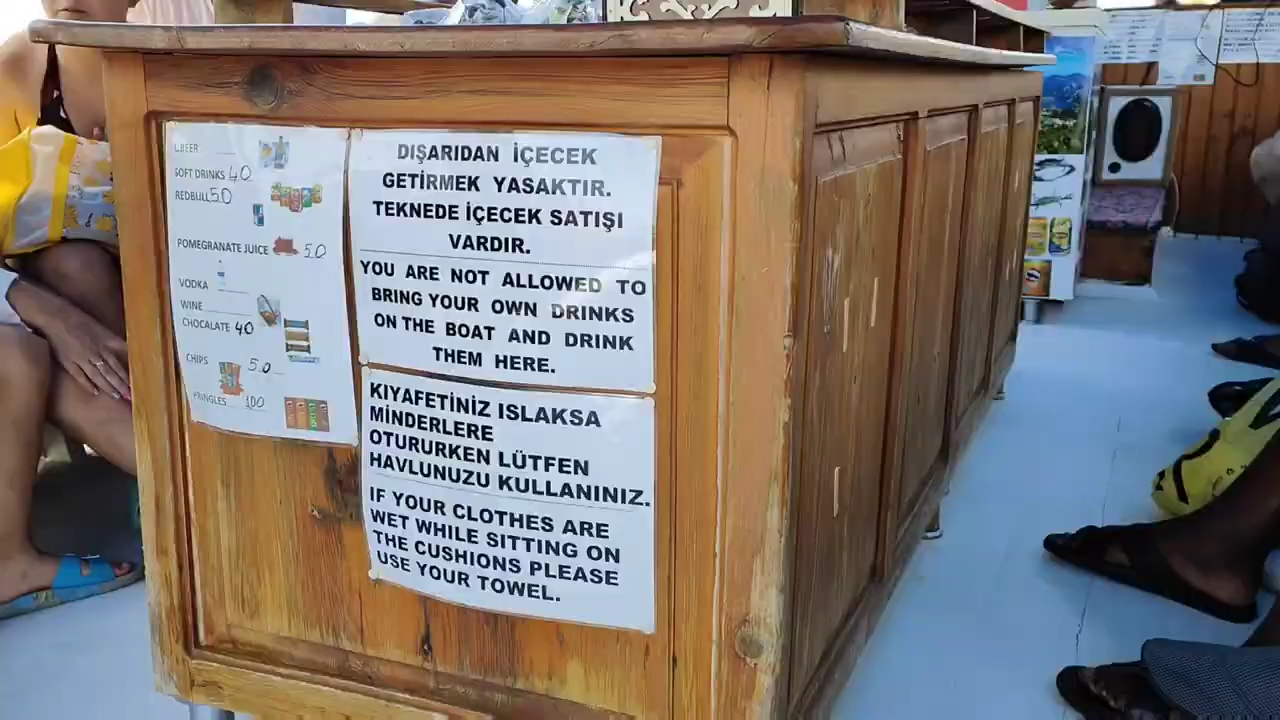 BEER
SOFT DRINKS 40
REDBULL 50
POMEGRANATE JUICE 50
VODKA
WINE
CHOCALATE 40
CHIPS 50
PRINGLES 100
DIŞARIDAN İÇECEK
GETİRMEK YASAKTIR.
TEKNEDE İÇECEK SATIŞI
VARDIR.
YOU ARE NOT ALLOWED TO
BRING YOUR OWN DRINKS
ON THE BOAT AND DRINK
THEM HERE.
KIYAFETİNİZ ISLAKSA
MİNDERLERE
OTURURKEN LÜTFEN
HAVLUNUZU KULLANINIZ.
IF YOUR CLOTHES ARE
WET WHILE SITTING ON
THE CUSHIONS PLEASE
USE YOUR TOWEL.